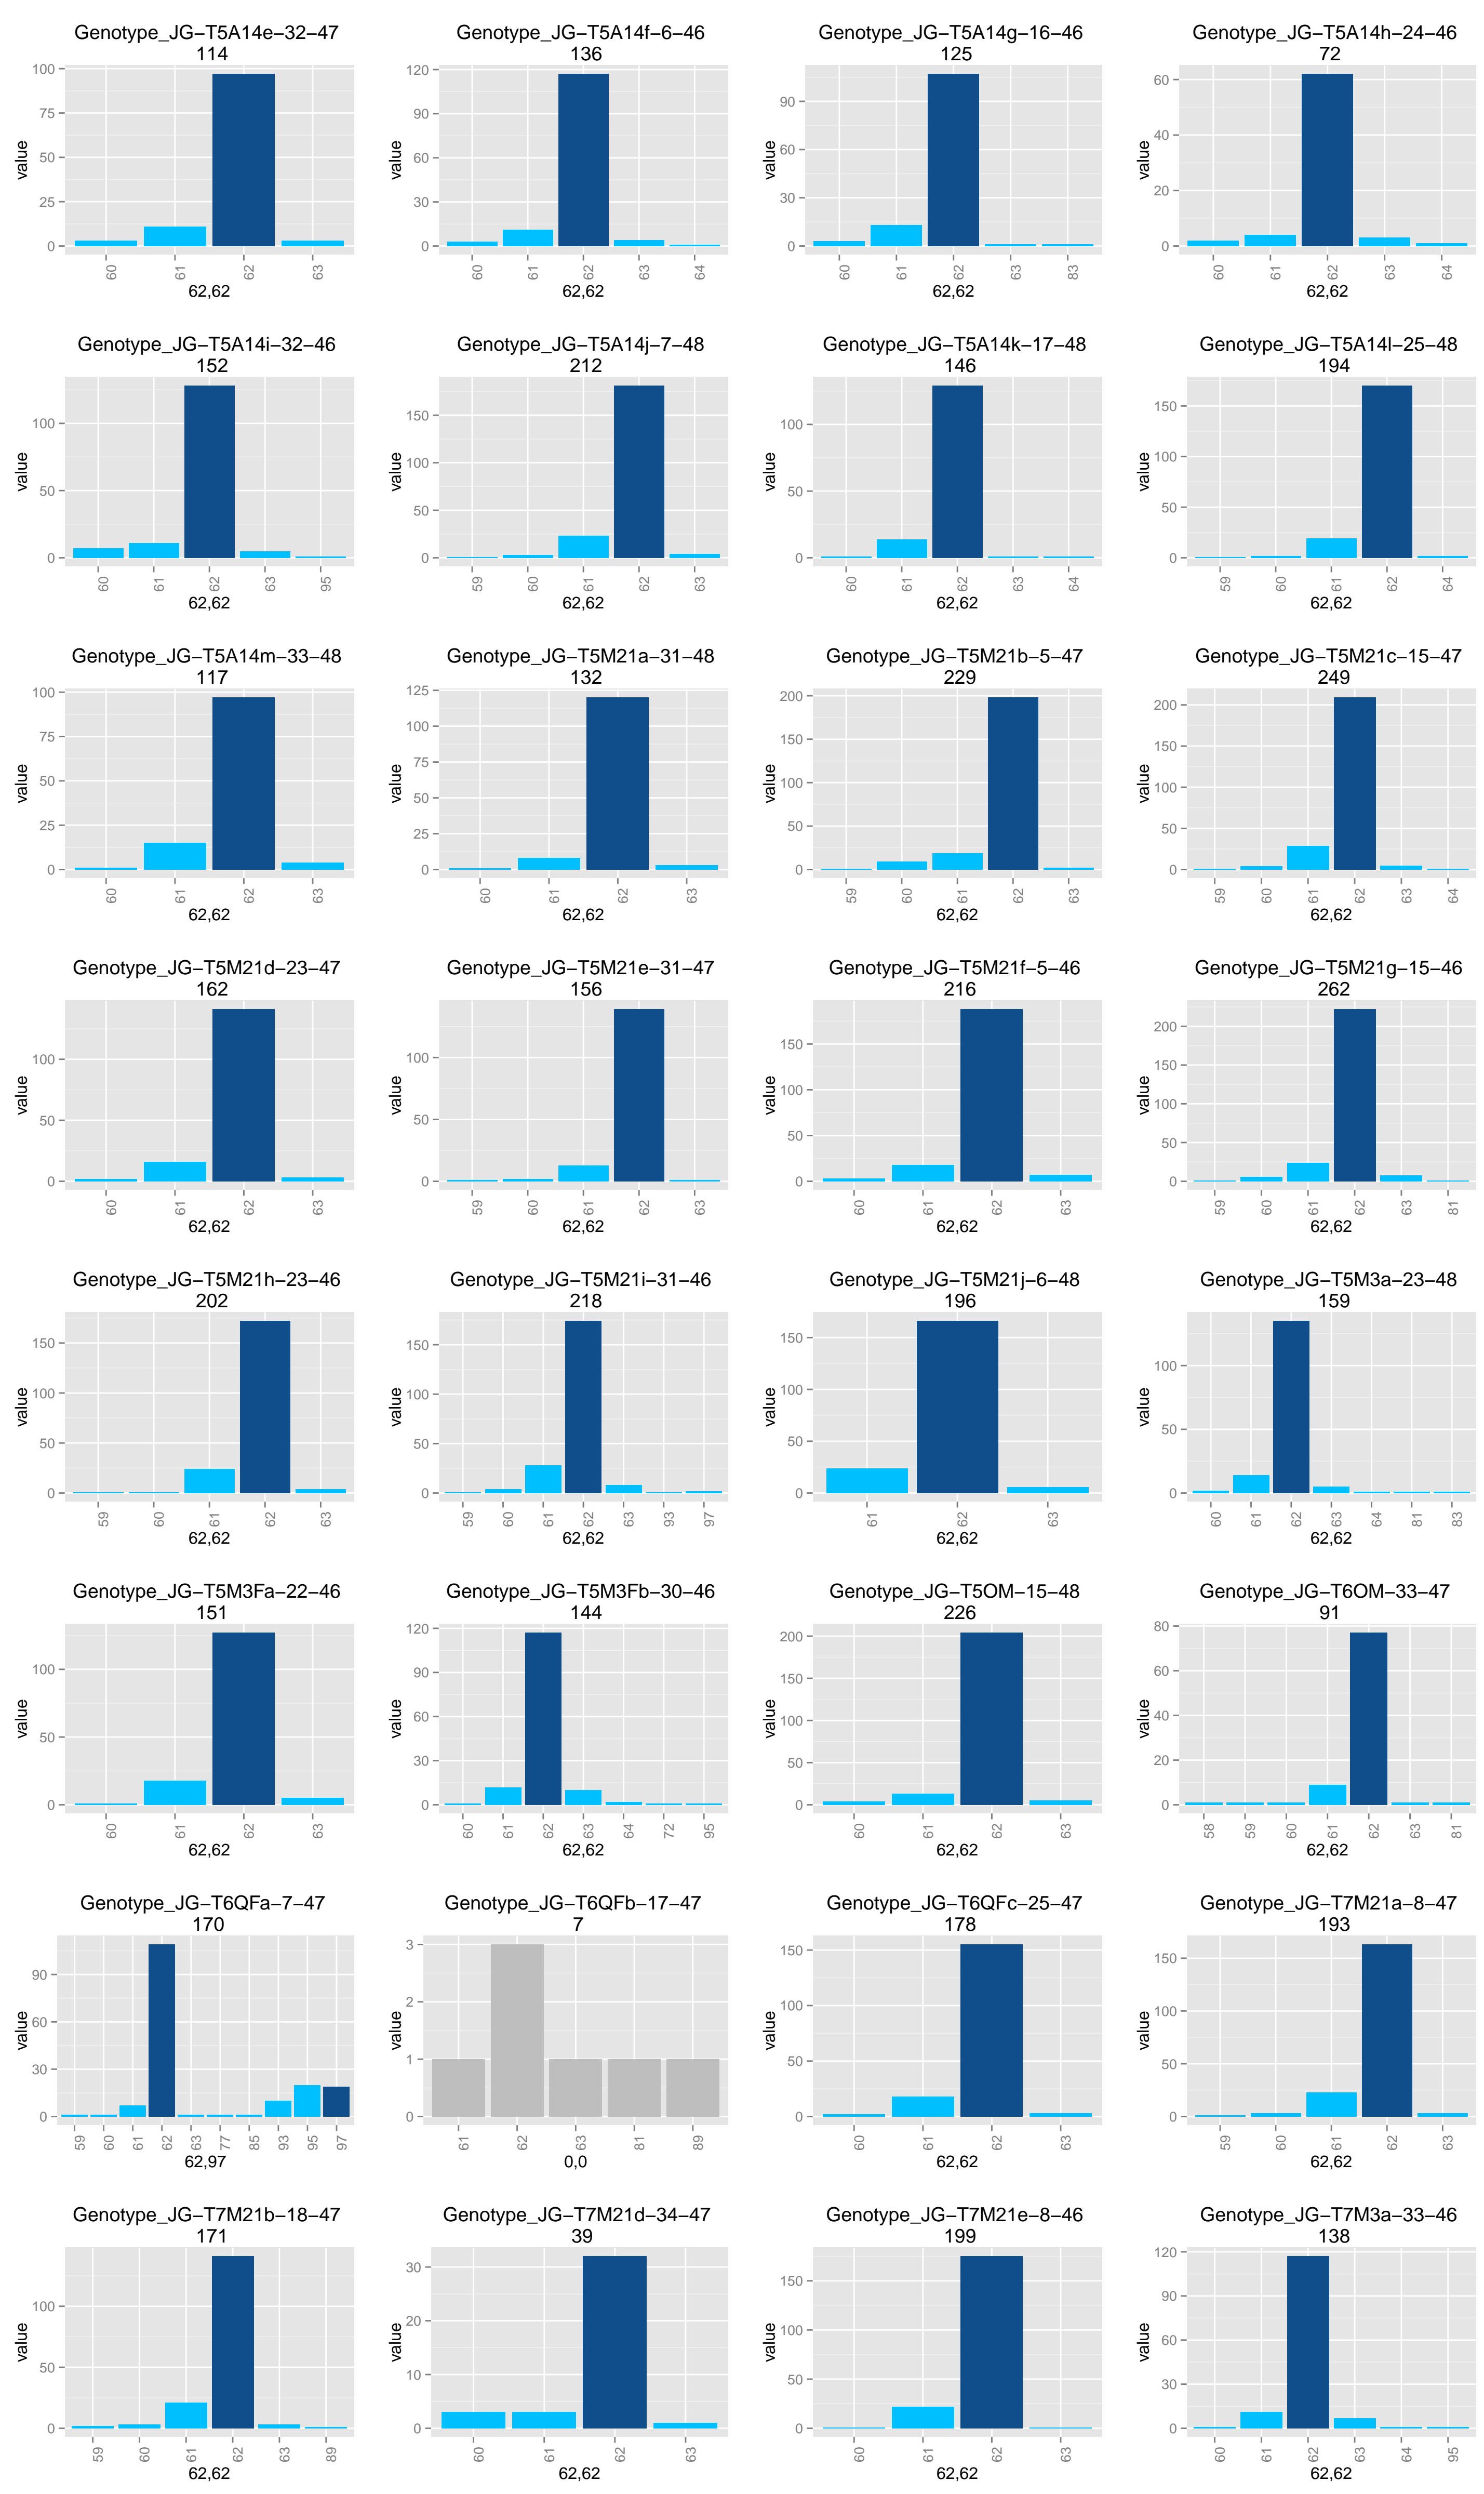 Genotype_JG–T5A14e–32–47
114
value
100
75
50
25
0
60 61 62 63
62,62
Genotype_JG–T5A14f–6–46
136
value
120
90
60
30
0
60 61 62 63 64
62,62
Genotype_JG–T5A14g–16–46
125
value
90
60
30
0
60 61 62 63 83
62,62
Genotype_JG–T5A14h–24–46
72
value
60
40
20
0
60 61 62 63 64
62,62
Genotype_JG–T5A14i–32–46
152
value
100
50
0
60 61 62 63 95
62,62
Genotype_JG–T5A14j–7–48
212
value
150
100
50
0
59 60 61 62 63
62,62
Genotype_JG–T5A14k–17–48
146
value
100
50
0
60 61 62 63 64
62,62
Genotype_JG–T5A14l–25–48
194
value
150
100
50
0
59 60 61 62 64
62,62
Genotype_JG–T5A14m–33–48
117
value
100
75
50
25
0
60 61 62 63
62,62
Genotype_JG–T5M21a–31–48
132
value
125
100
75
50
25
0
60 61 62 63
62,62
Genotype_JG–T5M21b–5–47
229
value
200
150
100
50
0
59 60 61 62 63
62,62
Genotype_JG–T5M21c–15–47
249
value
200
150
100
50
0
59 60 61 62 63 64
62,62
Genotype_JG–T5M21d–23–47
162
value
100
50
0
60 61 62 63
62,62
Genotype_JG–T5M21e–31–47
156
value
100
50
0
59 60 61 62 63
62,62
Genotype_JG–T5M21f–5–46
216
value
150
100
50
0
60 61 62 63
62,62
Genotype_JG–T5M21g–15–46
262
value
200
150
100
50
0
59 60 61 62 63 81
62,62
Genotype_JG–T5M21h–23–46
202
value
150
100
50
0
59 60 61 62 63
62,62
Genotype_JG–T5M21i–31–46
218
value
150
100
50
0
59 60 61 62 63 93 97
62,62
Genotype_JG–T5M21j–6–48
196
value
150
100
50
0
61 62 63
62,62
Genotype_JG–T5M3a–23–48
159
value
100
50
0
60 61 62 63 64 81 83
62,62
Genotype_JG–T5M3Fa–22–46
151
value
100
50
0
60 61 62 63
62,62
Genotype_JG–T5M3Fb–30–46
144
value
120
90
60
30
0
60 61 62 63 64 72 95
62,62
Genotype_JG–T5OM–15–48
226
value
200
150
100
50
0
60 61 62 63
62,62
Genotype_JG–T6OM–33–47
91
value
80
60
40
20
0
58 59 60 61 62 63 81
62,62
Genotype_JG–T6QFa–7–47
170
value
90
60
30
0
59 60 61 62 63 77 85 93 95 97
62,97
Genotype_JG–T6QFb–17–47
7
value
3
2
1
0
61 62 63 81 89
0,0
Genotype_JG–T6QFc–25–47
178
value
150
100
50
0
60 61 62 63
62,62
Genotype_JG–T7M21a–8–47
193
value
150
100
50
0
59 60 61 62 63
62,62
Genotype_JG–T7M21b–18–47
171
value
100
50
0
59 60 61 62 63 89
62,62
Genotype_JG–T7M21d–34–47
39
value
30
20
10
0
60 61 62 63
62,62
Genotype_JG–T7M21e–8–46
199
value
150
100
50
0
60 61 62 63
62,62
Genotype_JG–T7M3a–33–46
138
value
120
90
60
30
0
60 61 62 63 64 95
62,62